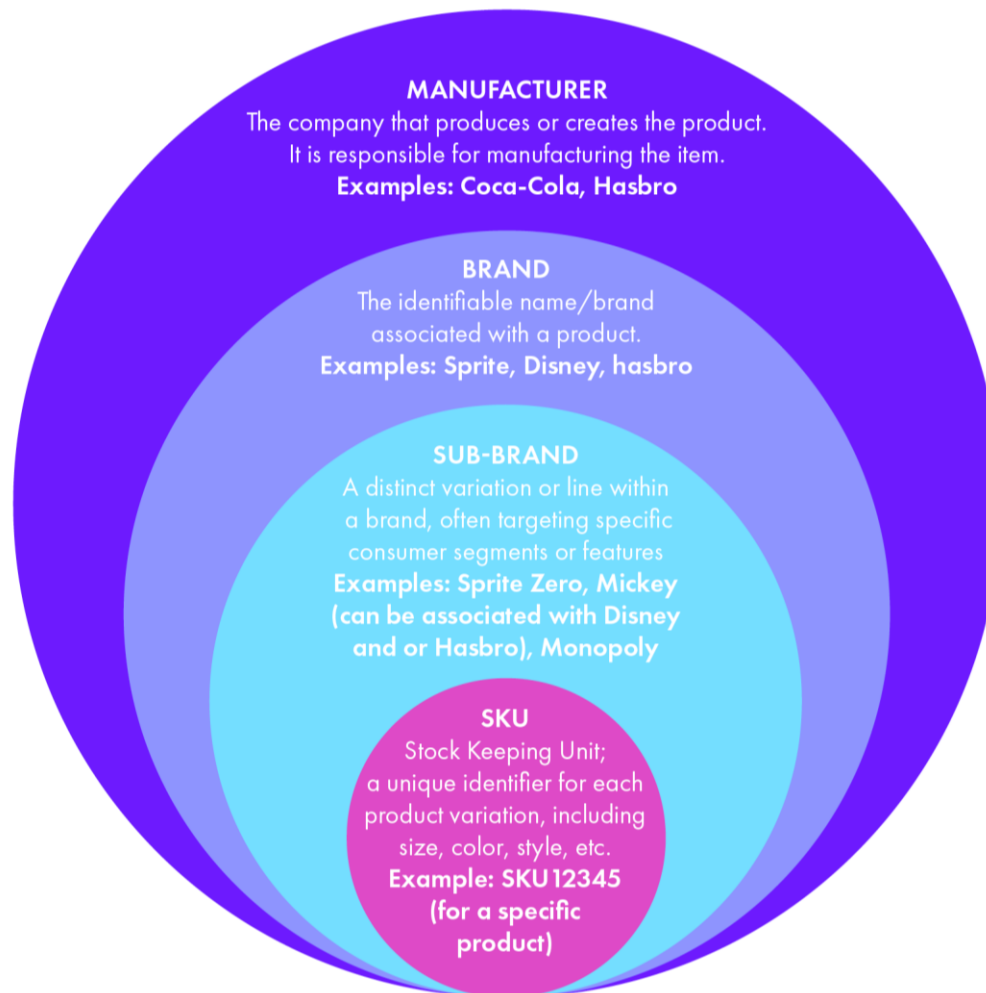 MANUFACTURER
The company that produces or creates the product.
It is responsible for manufacturing the item.
Examples: Coca-Cola, Hasbro
BRAND
The identifiable name/brand
associated with a product.
Examples: Sprite, Disney, hasbro
SUB-BRAND
A distinct variation or line within
a brand, often targeting specific
consumer segments or features
Examples: Sprite Zero, Mickey
(can be associated with Disney
and or Hasbro), Monopoly
SKU
Stock Keeping Unit;
a unique identifier for each
product variation, including
size, color, style, etc.
Example: SKU12345
(for a specific
product)